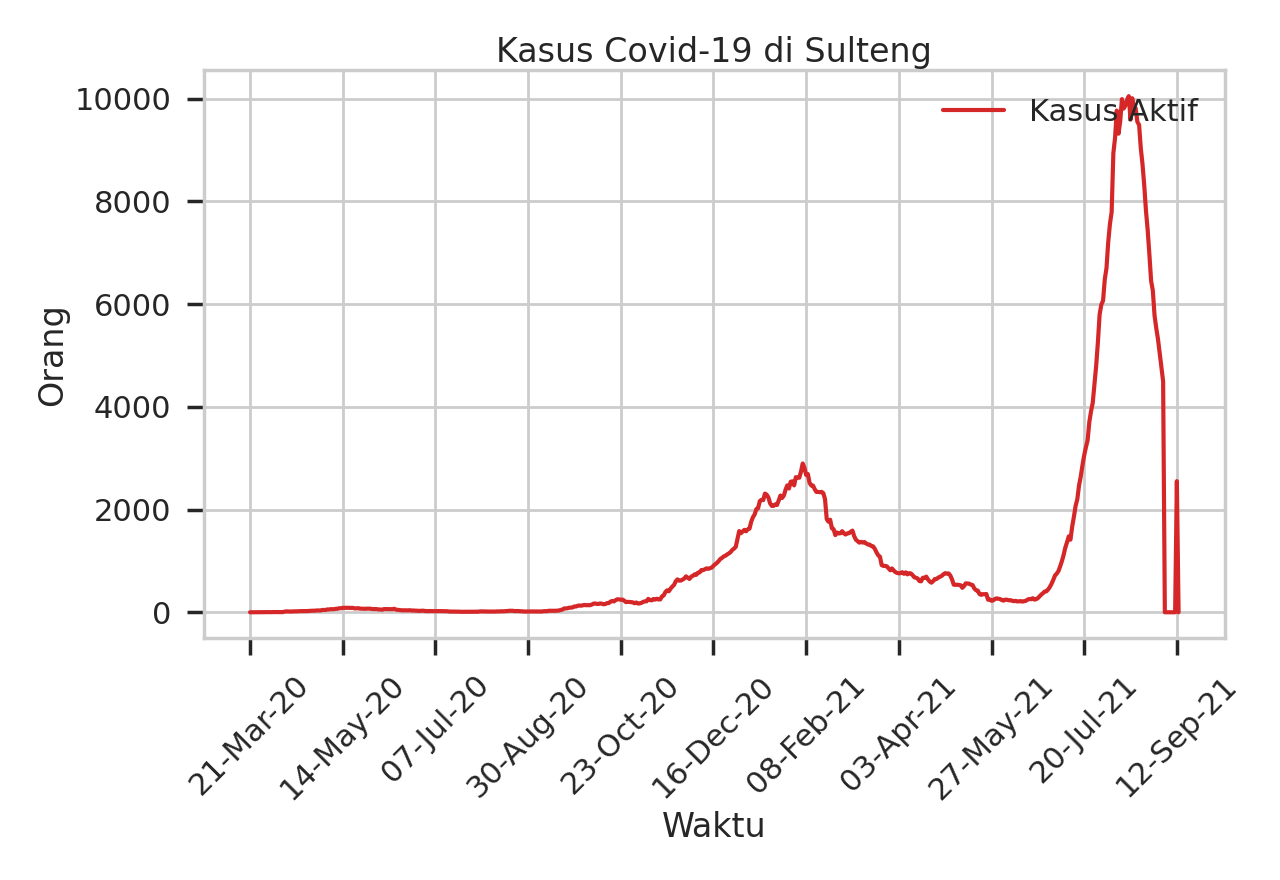 Kasus Covid-19 di Sulteng
Kasus Aktif
10000
8000
6000
4000
2000
0
Orang
21-Mar-20
14-May-20
07-Jul-20
30-Aug-20
23-Oct-20
16-Dec-20
08-Feb-21
03-Apr-21
27-May-21
20-Jul-21
12-Sep-21
Waktu